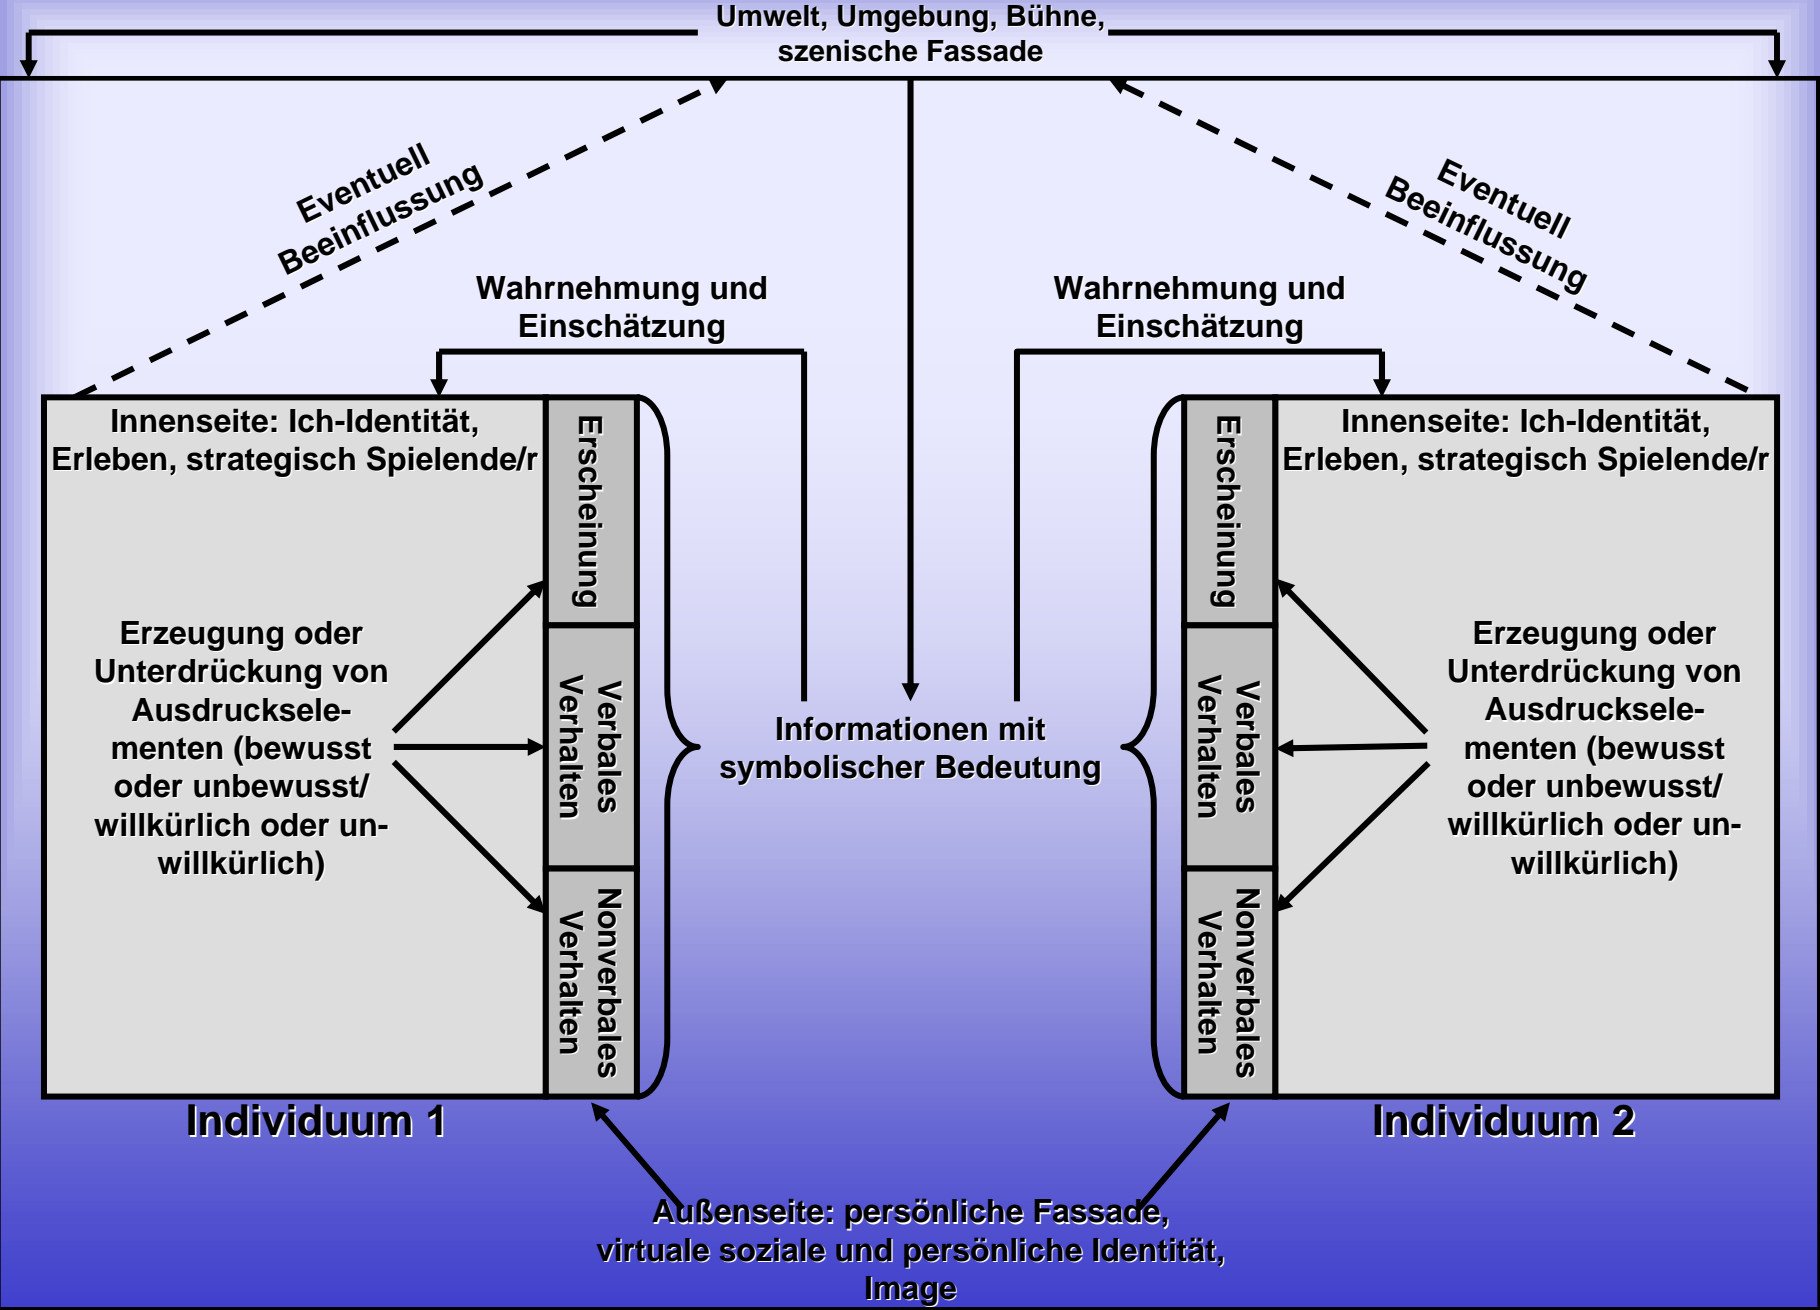 Umwelt, Umgebung, Bühne,
szenische Fassade
Eventuell
Beeinflussung
Eventuell
Beeinflussung
Wahrnehmung und
Einschätzung
Wahrnehmung und
Einschätzung
Innenseite: Ich-Identität,
Erleben, strategisch Spielende/r
Erzeugung oder
Unterdrückung von
Ausdrucksele-
menten (bewusst
oder unbewusst/
willkürlich oder un-
willkürlich)
Erscheinung
Verbales
Verhalten
Nonverbales
Verhalten
Informationen mit
symbolischer Bedeutung
Erscheinung
Verbales
Verhalten
Nonverbales
Verhalten
Innenseite: Ich-Identität,
Erleben, strategisch Spielende/r
Erzeugung oder
Unterdrückung von
Ausdrucksele-
menten (bewusst
oder unbewusst/
willkürlich oder un-
willkürlich)
Individuum 1
Individuum 2
Außenseite: persönliche Fassade,
virtuale soziale und persönliche Identität,
Image